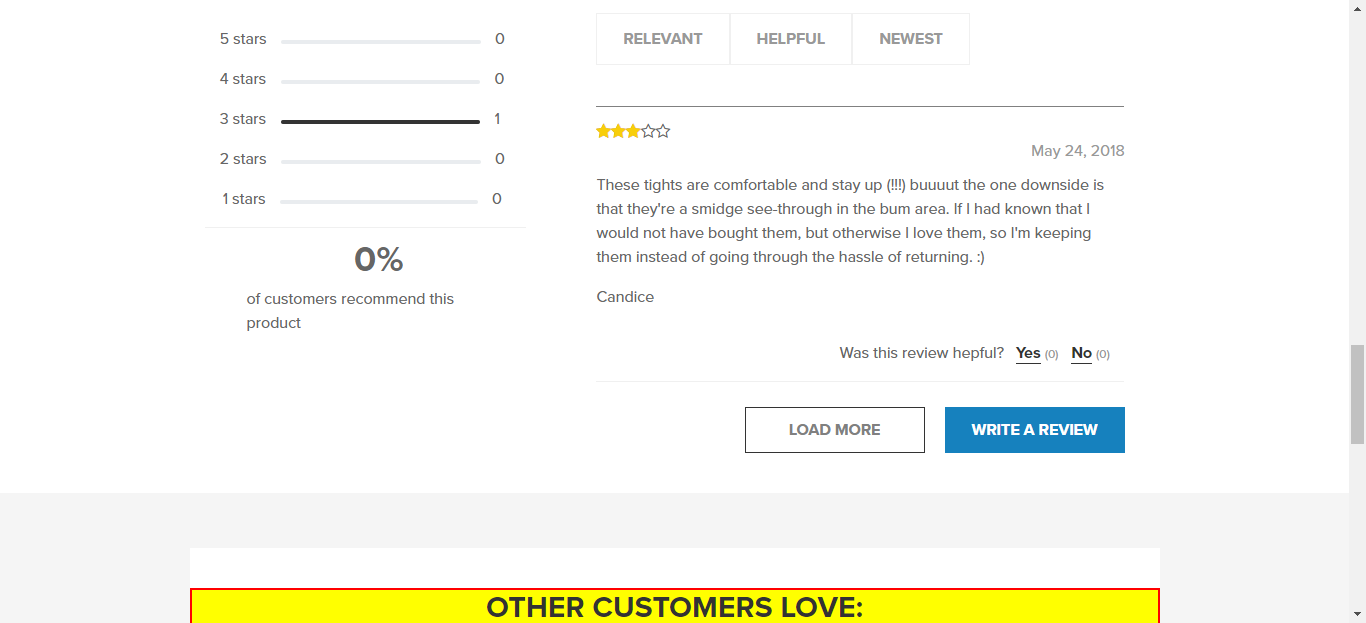 5 stars 0
4 stars 0
3 stars 1
2 stars 0
1 stars 0
0%
of customers recommend this
product
RELEVANT HELPFUL NEWEST
May 24, 2018
These tights are comfortable and stay up (!!!) buuuut the one downside is
that they're a smidge see-through in the bum area. If I had known that I
would not have bought them, but otherwise I love them, so I'm keeping
them instead of going through the hassle of returning. :)
Candice
Was this review hepful? Yes (0) No (0)
LOAD MORE WRITE A REVIEW
OTHER CUSTOMERS LOVE: